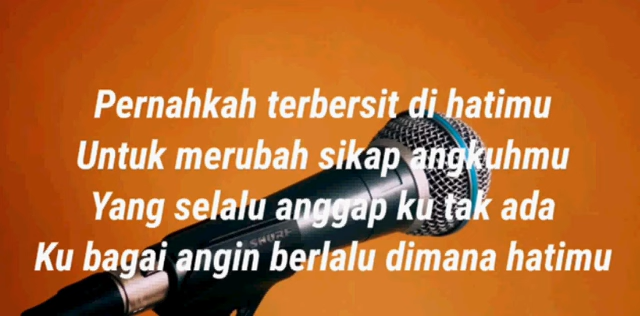 Pernahkah terbersit di hatimu
Untuk merubah sikap angkuhmu
Yang selalu anggap ku tak ada
Ku bagai angin berlalu dimana hatimu
SHURE